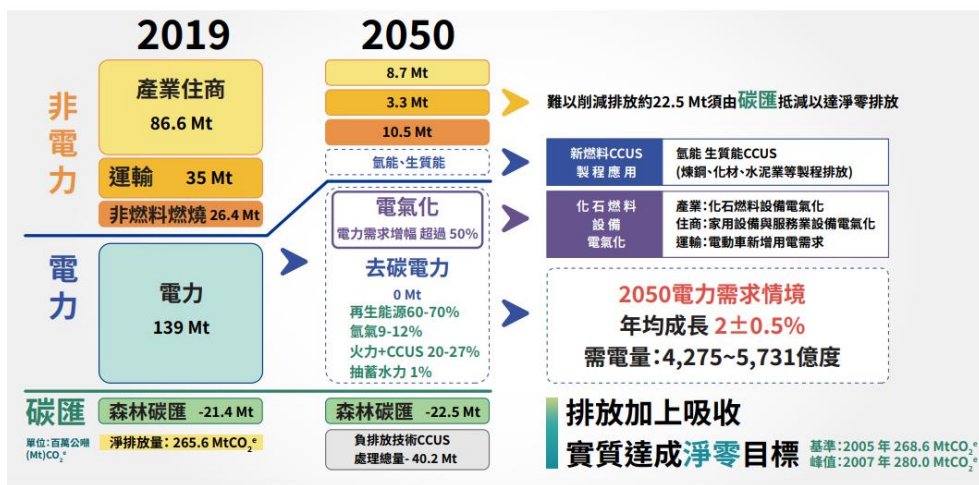 2019
2050
非電力
產業住商
86.6 Mt
運輸 35 Mt
非燃料燃燒 26.4 Mt
8.7 Mt
3.3 Mt
10.5 Mt
氫能、生質能
難以削減排放約22.5 Mt須由碳匯抵減以達淨零排放
新燃料CCUS
製程應用
氫能 生質能CCUS
(煉鋼、化材、水泥業等製程排放)
電力
電力
139 Mt
電氣化
電力需求增幅 超過 50%
去碳電力
0 Mt
再生能源60-70%
氫氣9-12%
火力+CCUS 20-27%
抽蓄水力 1%
化石燃料
設備
電氣化
產業:化石燃料設備電氣化
住商:家用設備與服務業設備電氣化
運輸:電動車新增用電需求
2050電力需求情境
年均成長 2±0.5%
需電量:4,275~5,731億度
碳匯
單位:百萬公噸
(Mt)CO₂ᵉ
森林碳匯 -21.4 Mt
淨排放量: 265.6 MtCO₂ᵉ
森林碳匯 -22.5 Mt
負排放技術CCUS
處理總量- 40.2 Mt
排放加上吸收
實質達成淨零目標
基準:2005 年 268.6 MtCO₂ᵉ
峰值:2007 年 280.0 MtCO₂ᵉ